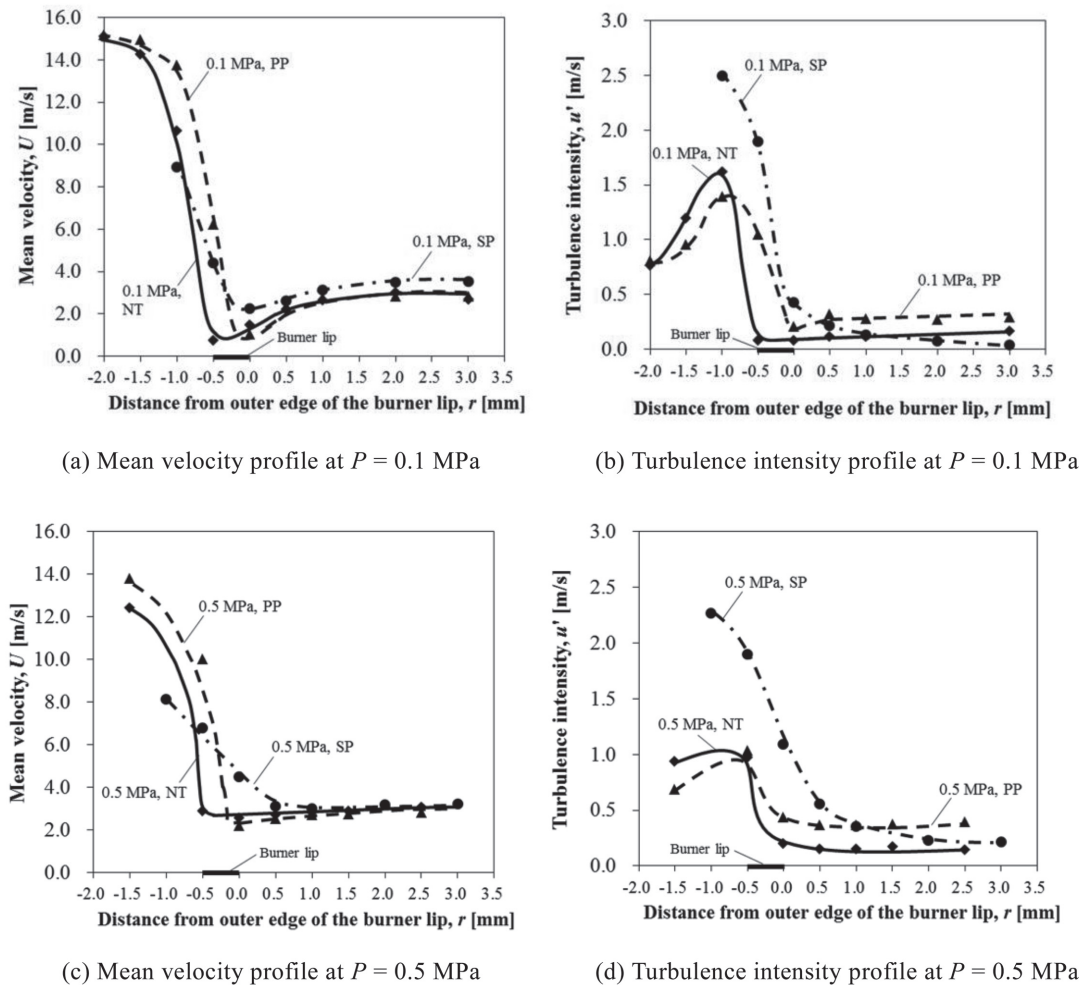 16.0
14.0
12.0
10.0
8.0
6.0
4.0
2.0
0.0
Mean velocity, U [m/s]
0.1 MPa, PP
0.1 MPa, SP
0.1 MPa,
NT
Burner lip
-2.0 -1.5 -1.0 -0.5 0.0 0.5 1.0 1.5 2.0 2.5 3.0 3.5
Distance from outer edge of the burner lip, r [mm]
(a) Mean velocity profile at P = 0.1 MPa
3.0
2.5
2.0
1.5
1.0
0.5
0.0
Turbulence intensity, u' [m/s]
0.1 MPa, SP
0.1 MPa, NT
0.1 MPa, PP
Burner lip
-2.0 -1.5 -1.0 -0.5 0.0 0.5 1.0 1.5 2.0 2.5 3.0 3.5
Distance from outer edge of the burner lip, r [mm]
(b) Turbulence intensity profile at P = 0.1 MPa
16.0
14.0
12.0
10.0
8.0
6.0
4.0
2.0
0.0
Mean velocity, U [m/s]
0.5 MPa, PP
0.5 MPa, SP
0.5 MPa, NT
Burner lip
-2.0 -1.5 -1.0 -0.5 0.0 0.5 1.0 1.5 2.0 2.5 3.0 3.5
Distance from outer edge of the burner lip, r [mm]
(c) Mean velocity profile at P = 0.5 MPa
3.0
2.5
2.0
1.5
1.0
0.5
0.0
Turbulence intensity, u' [m/s]
0.5 MPa, SP
0.5 MPa, NT
0.5 MPa, PP
Burner lip
-2.0 -1.5 -1.0 -0.5 0.0 0.5 1.0 1.5 2.0 2.5 3.0 3.5
Distance from outer edge of the burner lip, r [mm]
(d) Turbulence intensity profile at P = 0.5 MPa